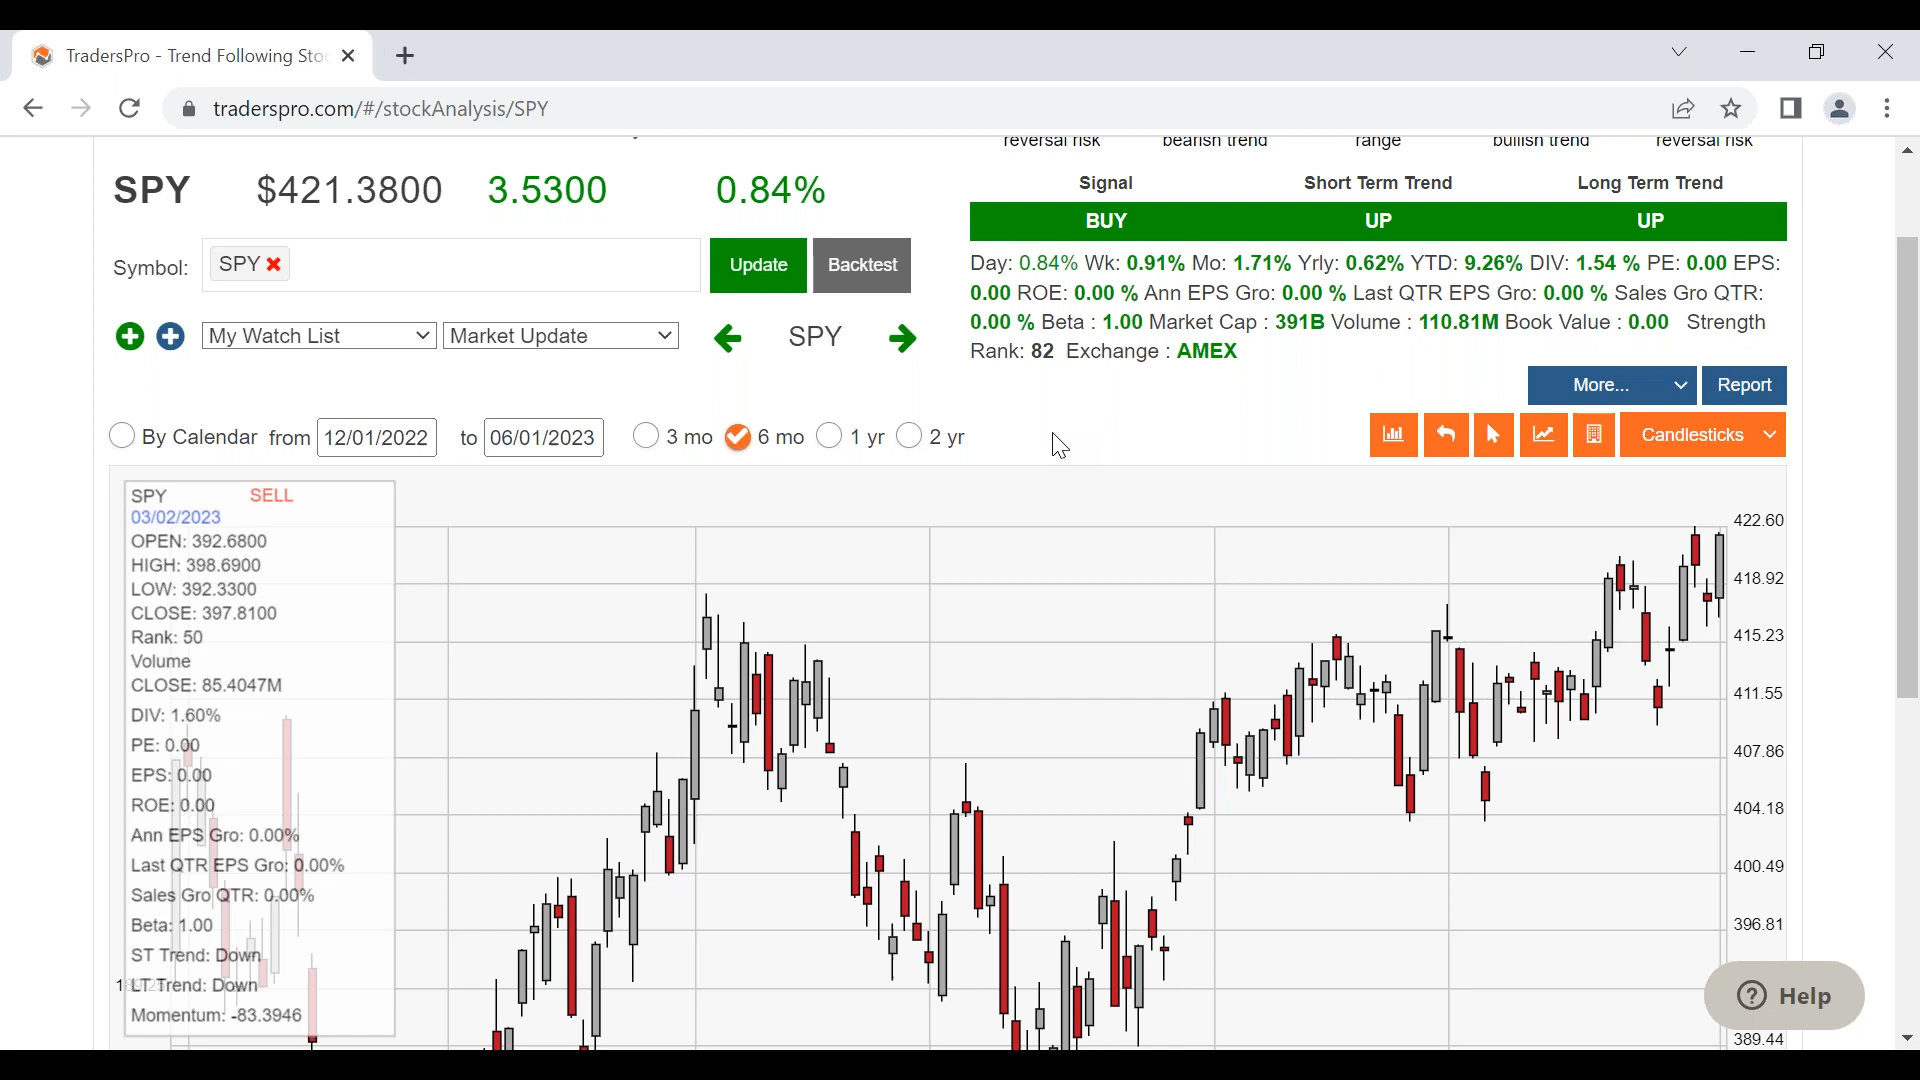 TradersPro - Trend Following Sto
traderspro.com/#/stockAnalysis/SPY
reversal risk bearish trend range bullish trend reversal risk
SPY $421.3800 3.5300 0.84%
Signal Short Term Trend Long Term Trend
BUY UP UP
Symbol: SPY Update Backtest
Day: 0.84% Wk: 0.91% Mo: 1.71% Yrly: 0.62% YTD: 9.26% DIV: 1.54 % PE: 0.00 EPS:
0.00 ROE: 0.00 % Ann EPS Gro: 0.00 % Last QTR EPS Gro: 0.00 % Sales Gro QTR:
0.00 % Beta : 1.00 Market Cap : 391B Volume : 110.81M Book Value : 0.00 Strength
Rank: 82 Exchange : AMEX
My Watch List Market Update SPY
More... Report
By Calendar from 12/01/2022 to 06/01/2023 3 mo 6 mo 1 yr 2 yr
Candlesticks
SPY SELL
03/02/2023
OPEN: 392.6800
HIGH: 398.6900
LOW: 392.3300
CLOSE: 397.8100
Rank: 50
Volume
CLOSE: 85.4047M
DIV: 1.60%
PE: 0.00
EPS: 0.00
ROE: 0.00
Ann EPS Gro: 0.00%
Last QTR EPS Gro: 0.00%
Sales Gro QTR: 0.00%
Beta: 1.00
ST Trend: Down
LT Trend: Down
Momentum: -83.3946
422.60
418.92
415.23
411.55
407.86
404.18
400.49
396.81
389.44
Help